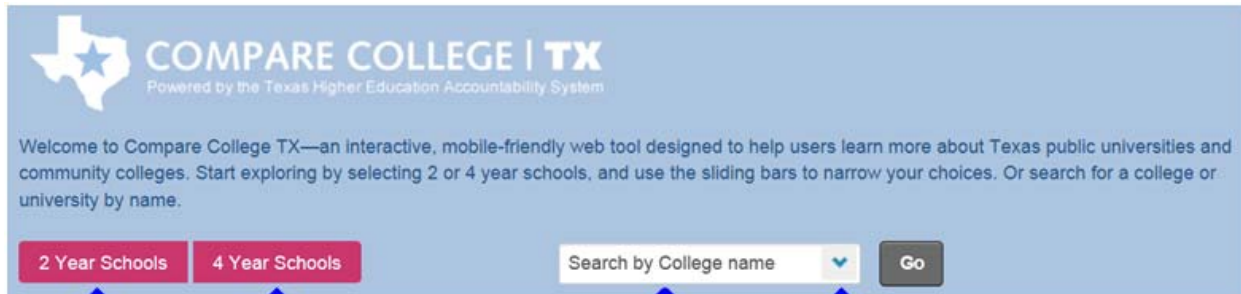 COMPARE COLLEGE | TX
Powered by the Texas Higher Education Accountability System
Welcome to Compare College TX—an interactive, mobile-friendly web tool designed to help users learn more about Texas public universities and
community colleges. Start exploring by selecting 2 or 4 year schools, and use the sliding bars to narrow your choices. Or search for a college or
university by name.
2 Year Schools 4 Year Schools Search by College name Go